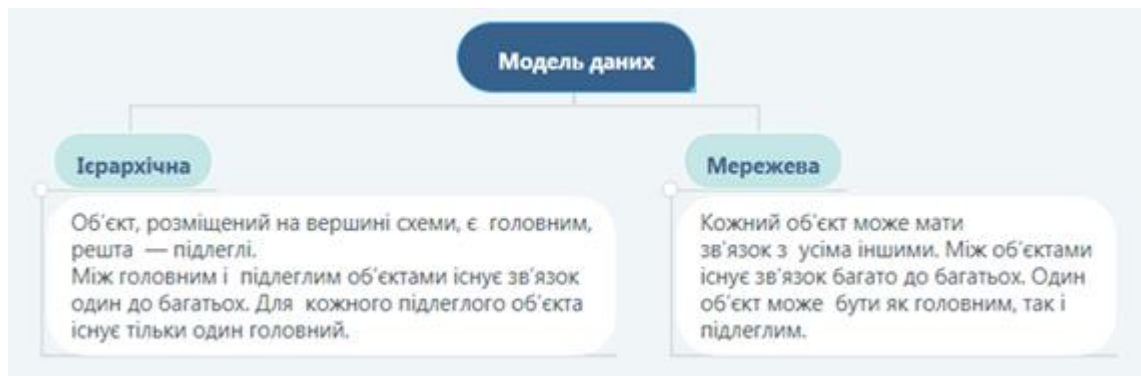 Модель даних
Ієрархічна
Об'єкт, розміщений на вершині схеми, є головним,
решта — підлеглі.
Між головним і підлеглим об'єктами існує зв'язок
один до багатьох. Для кожного підлеглого об'єкта
існує тільки один головний.
Мережева
Кожний об'єкт може мати
зв'язок з усіма іншими. Між об'єктами
існує зв'язок багато до багатьох. Один
об'єкт може бути як головним, так і
підлеглим.